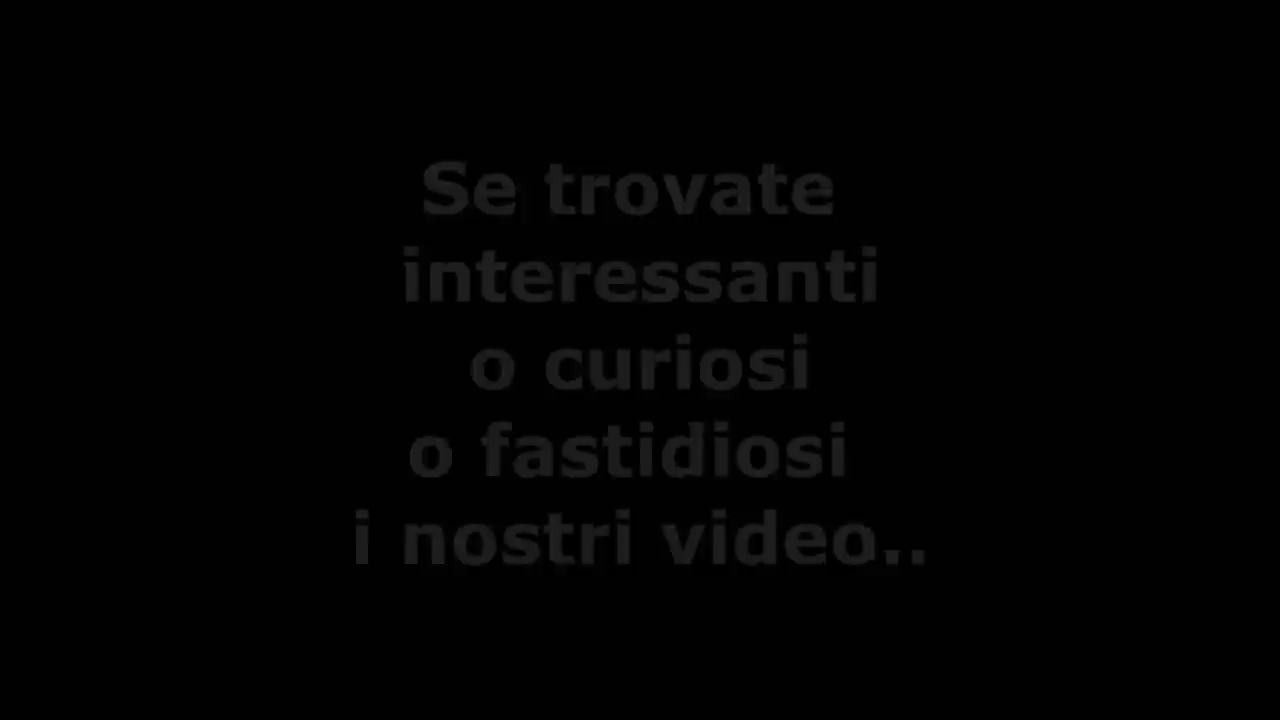 Se trovate
interessanti
o curiosi
o fastidiosi
i nostri video..